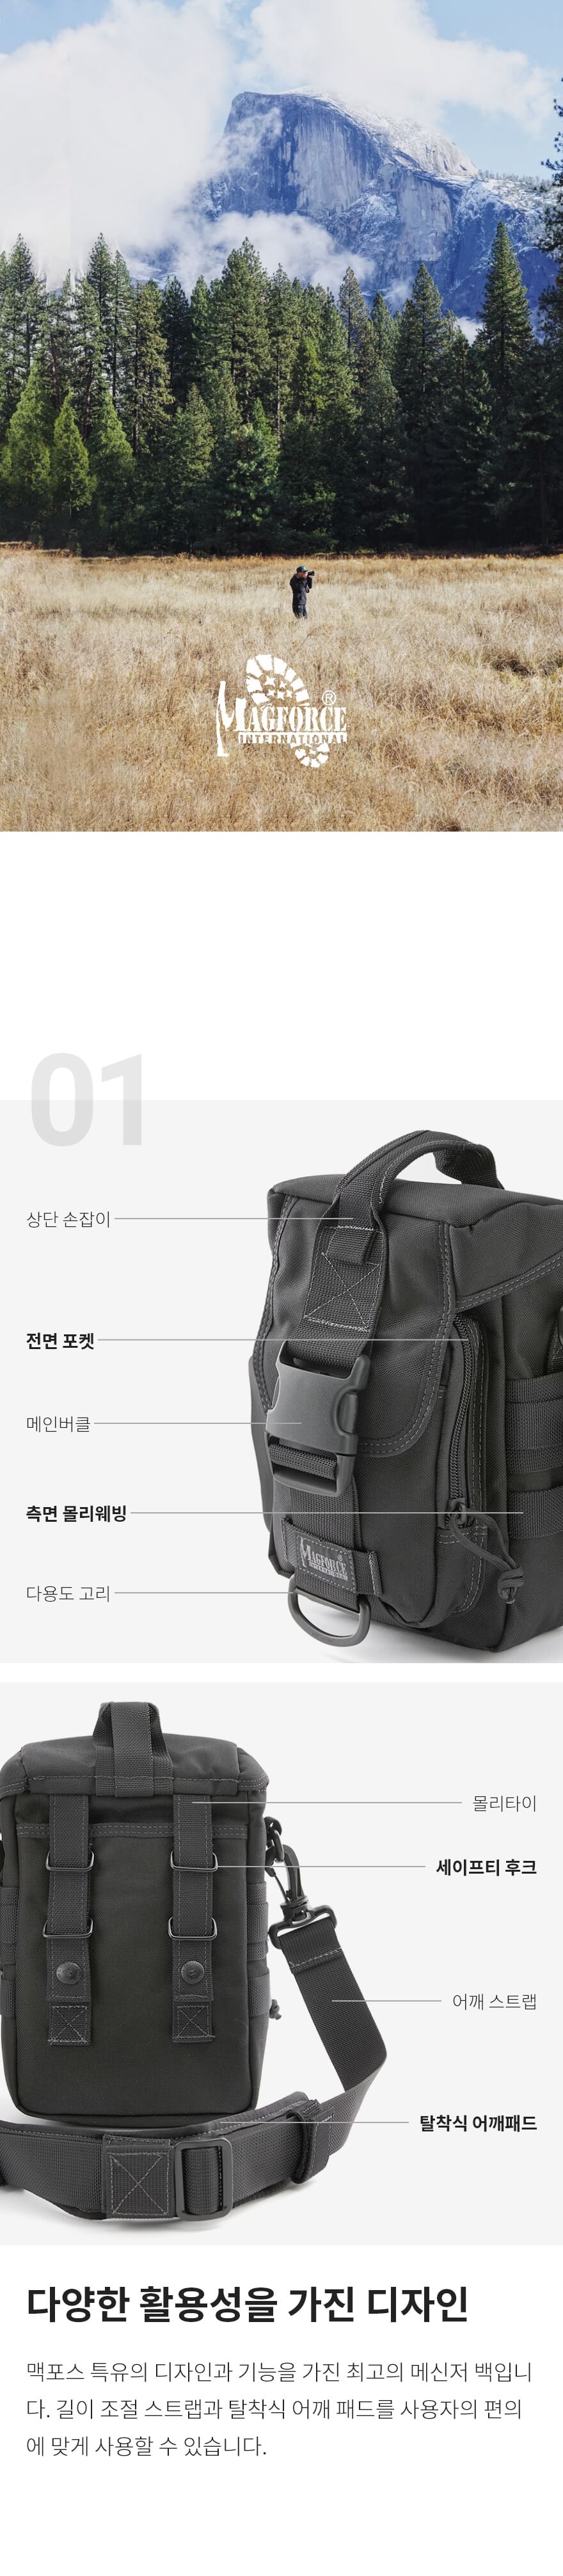 MAGFORCE®
INTERNATIONAL
01
상단 손잡이
전면 포켓
메인버클
측면 몰리웨빙
MAGFORCE
다용도 고리
몰리타이
세이프티 후크
어깨 스트랩
탈착식 어깨패드
다양한 활용성을 가진 디자인
맥포스 특유의 디자인과 기능을 가진 최고의 메신저 백입니
다. 길이 조절 스트랩과 탈착식 어깨 패드를 사용자의 편의
에 맞게 사용할 수 있습니다.